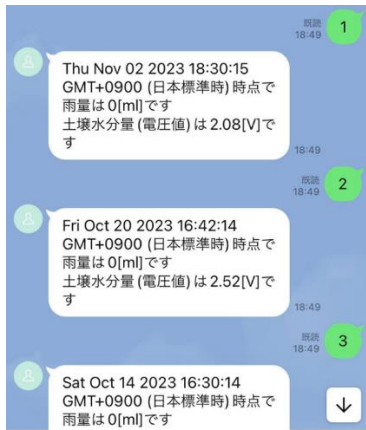 既読
18:49
1
Thu Nov 02 2023 18:30:15
GMT+0900 (日本標準時) 時点で
雨量は0[ml]です
土壌水分量 (電圧値) は2.08[V]で
す
18:49
既読
18:49
2
Fri Oct 20 2023 16:42:14
GMT+0900 (日本標準時) 時点で
雨量は0[ml]です
土壌水分量 (電圧値) は2.52[V]で
す
18:49
既読
18:49
3
Sat Oct 14 2023 16:30:14
GMT+0900 (日本標準時) 時点で
雨量は0[ml]です